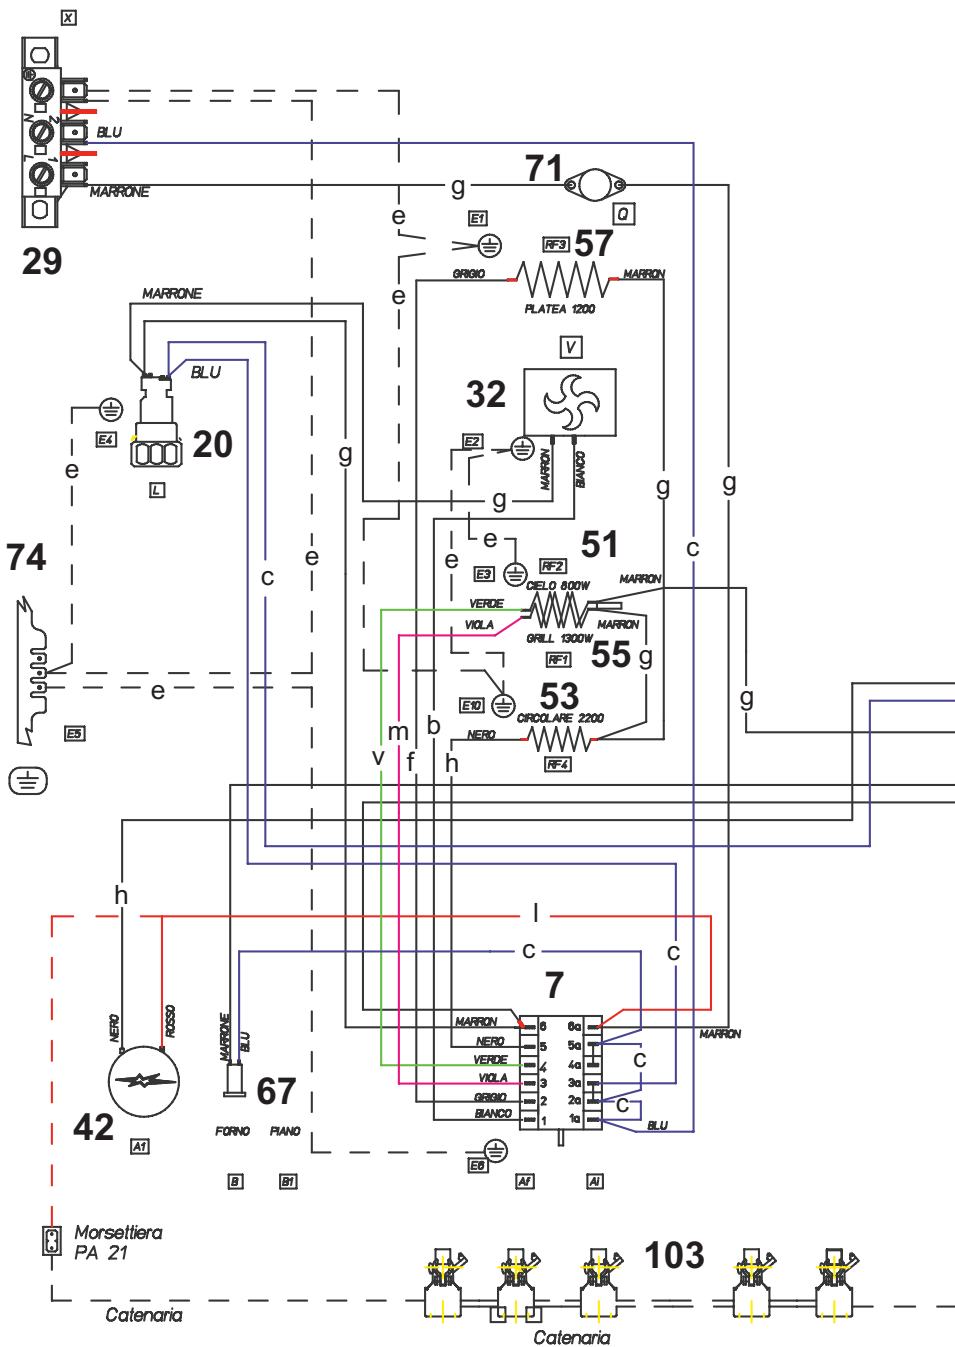 X
N 2
BLU
L 1
MARRONE
29
71
g
Q
e
E1
RF3 57
GRIGIO
MARRON
PLATEA 1200
e
MARRONE
V
BLU
32
E4
20
E2
MARRON
BIANCO
L
e
g
g
g
g
74
e
c
e
e
c
51
E3
RF2
CIELO 800W
MARRON
VERDE
VIOLA
MARRON
GRILL 1300W
RF1
55
g
e
E10
53
g
CIRCOLARE 2200
E5
m
b
NERO
v
f
h
RF4
h
l
c
c
7
NERO
ROSSO
MARRONE
BLU
MARRON
6 6a
MARRON
NERO
5 5a
VERDE
4 4a
c
VIOLA
3 3a
67
GRIGIO
2 2a
c
BIANCO
1 1a
BLU
42
FORNO PIANO
A1
E6
B
B1
Af
Ai
Morsettiera
PA 21
103
Catenaria
Catenaria